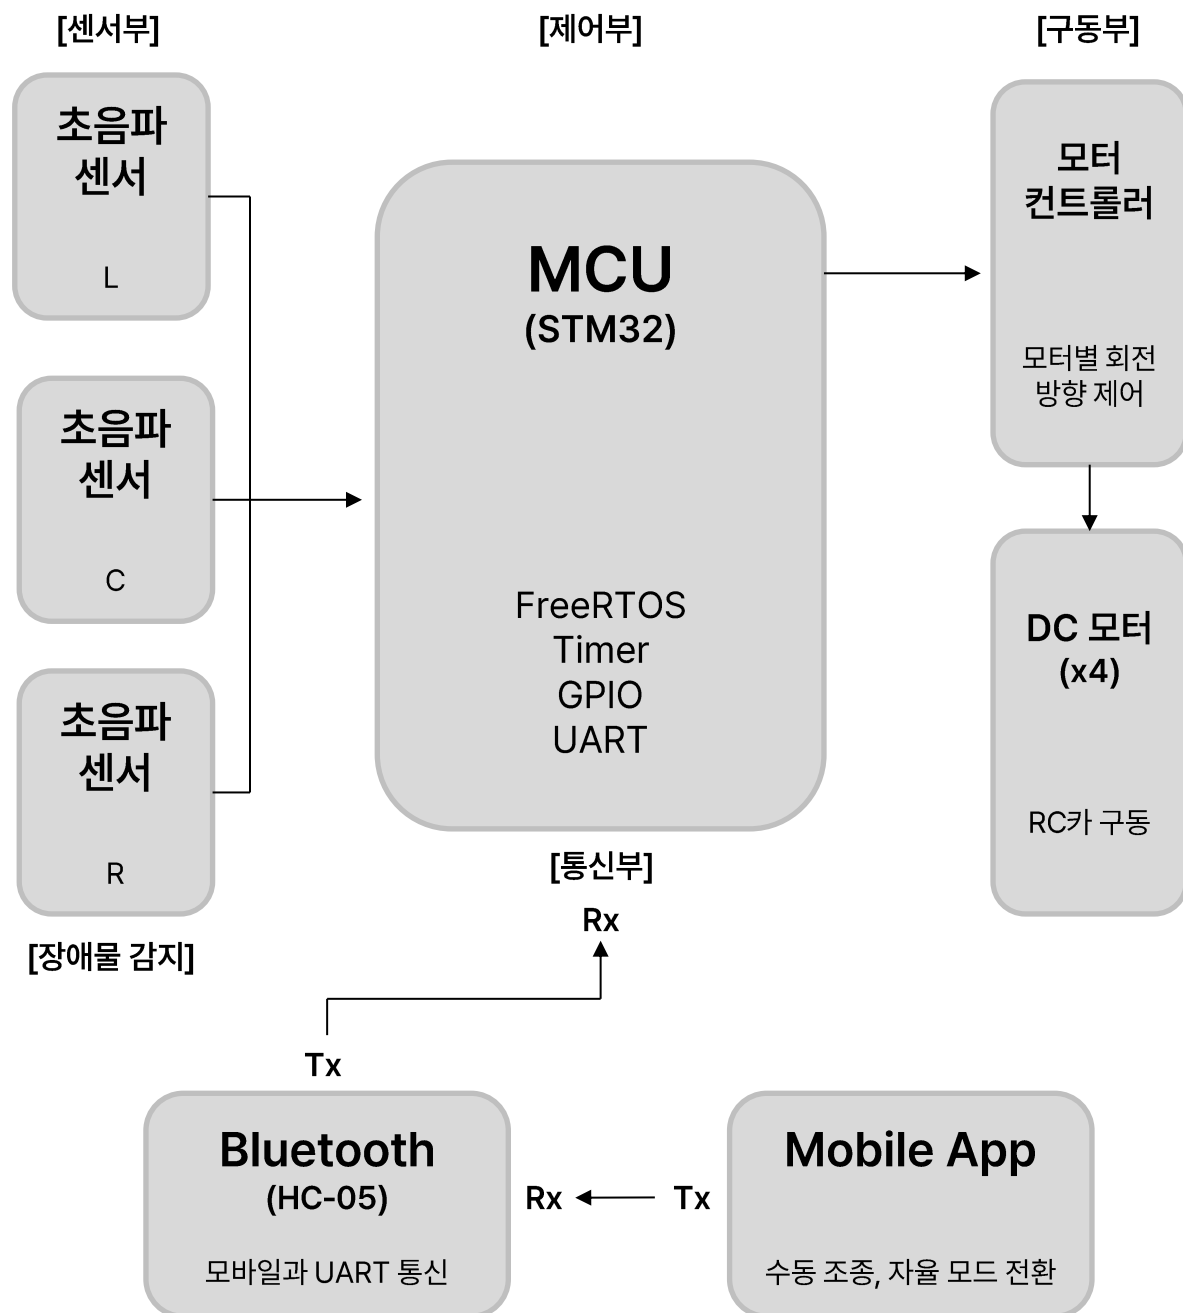 [센서부]
[제어부]
[구동부]
초음파
센서
L
초음파
센서
C
초음파
센서
R
[장애물 감지]
MCU
(STM32)
FreeRTOS
Timer
GPIO
UART
모터
컨트롤러
모터별 회전
방향 제어
DC 모터
(x4)
RC카 구동
[통신부]
Rx
Tx
Bluetooth
(HC-05)
모바일과 UART 통신
Rx
Tx
Mobile App
수동 조종, 자율 모드 전환